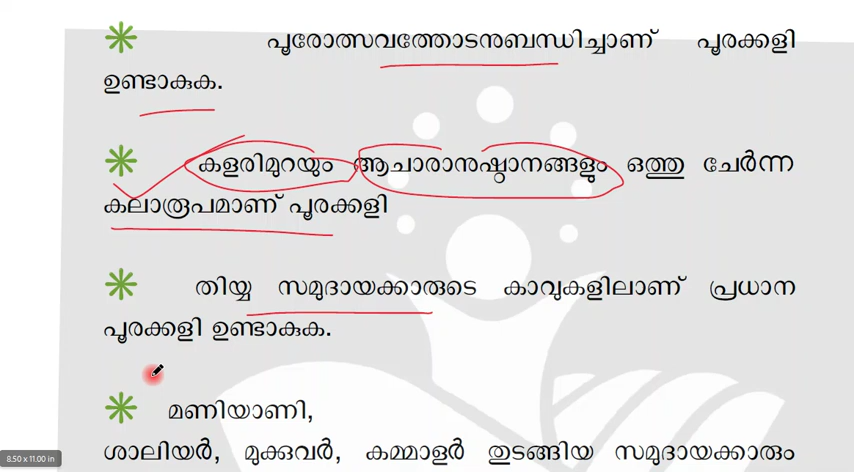 പൂരോത്സവത്തോടനുബന്ധിച്ചാണ് പൂരക്കളി
ഉണ്ടാകുക.
കളരിമുറയും ആചാരാനുഷ്ഠാനങ്ങളും ഒത്തു ചേർന്ന
കലാരൂപമാണ് പൂരക്കളി
തിയ്യ സമുദായക്കാരുടെ കാവുകളിലാണ് പ്രധാന
പൂരക്കളി ഉണ്ടാകുക.
മണിയാണി,
ശാലിയർ, മുക്കുവർ, കമ്മാളർ തുടങ്ങിയ സമുദായക്കാരും
8.50 x 11.00 in